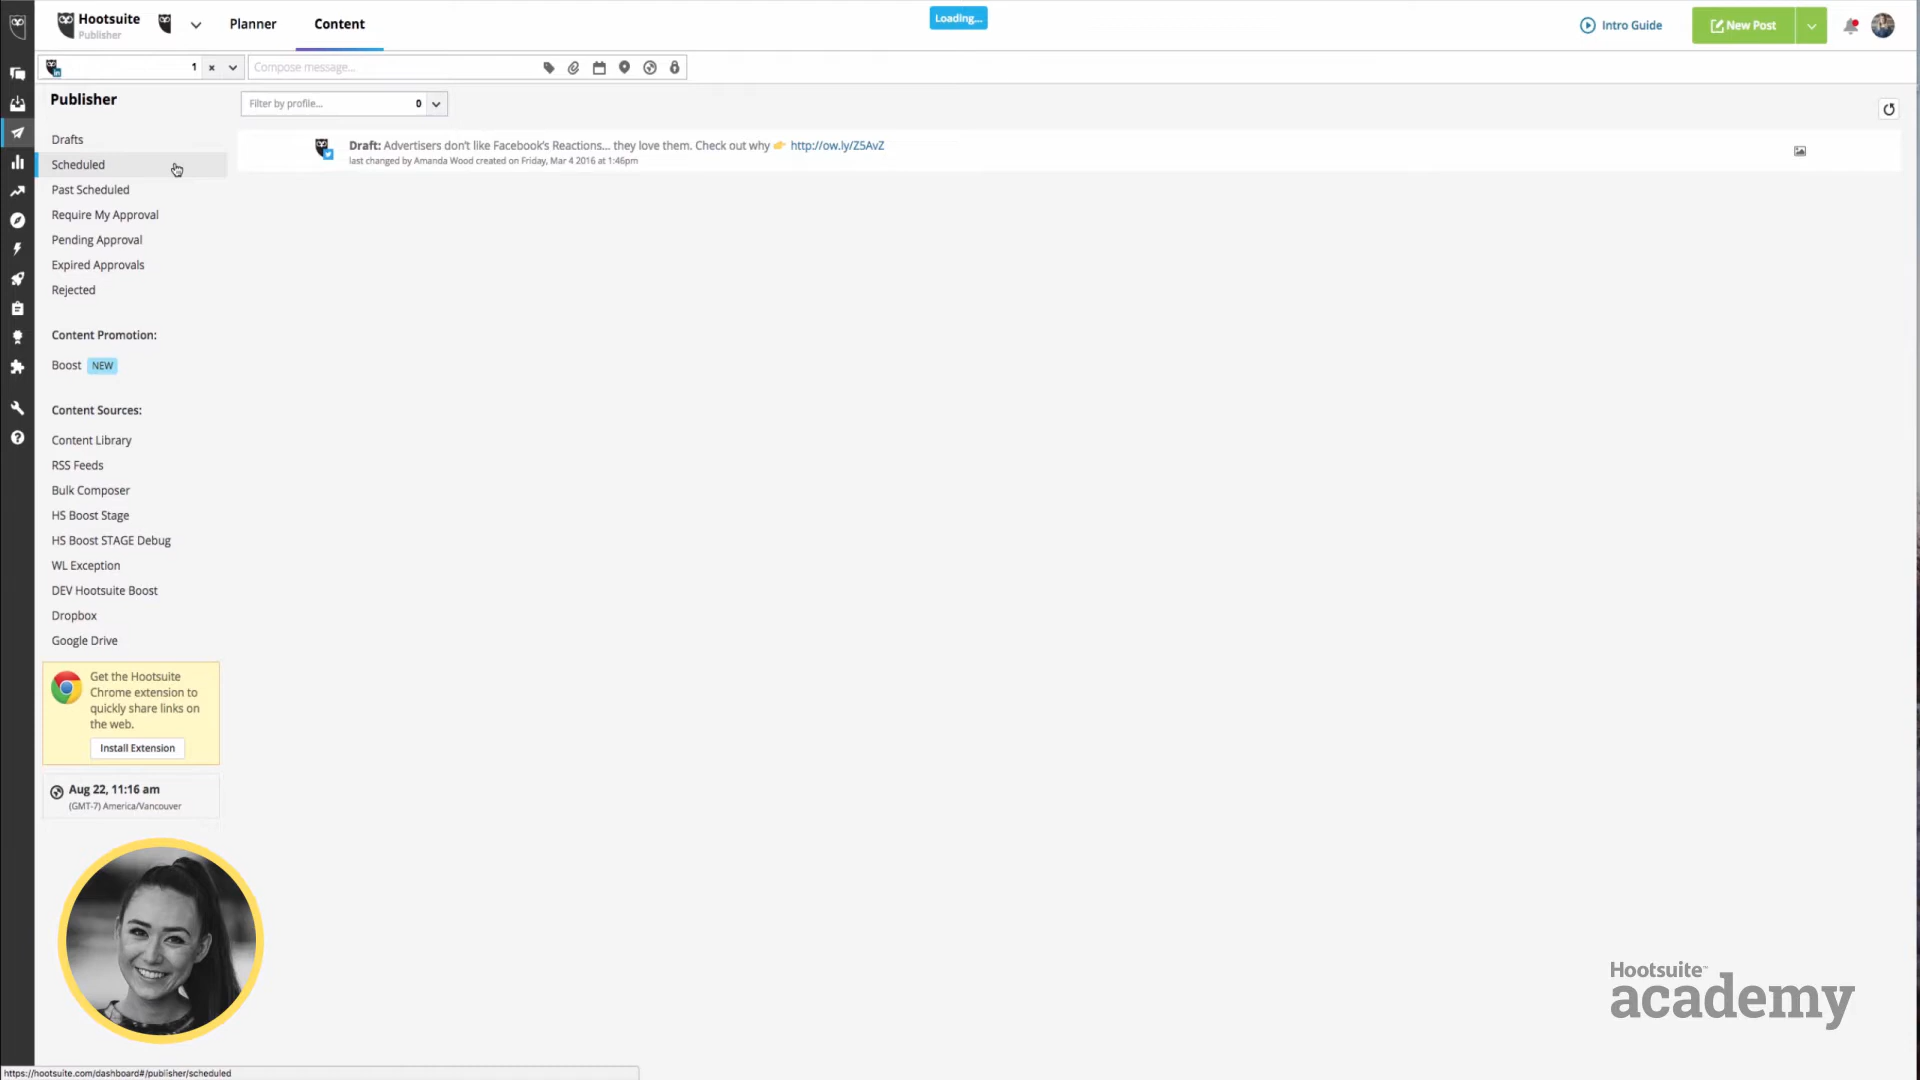 Hootsuite
Publisher
Planner
Content
Loading...
Intro Guide
New Post
1
Compose message...
Publisher
Filter by profile...
0
Drafts
Scheduled
Past Scheduled
Require My Approval
Pending Approval
Expired Approvals
Rejected
Draft: Advertisers don't like Facebook's Reactions... they love them. Check out why 👉 http://ow.ly/Z5AvZ
last changed by Amanda Wood created on Friday, Mar 4 2016 at 1:46pm
Content Promotion:
Boost NEW
Content Sources:
Content Library
RSS Feeds
Bulk Composer
HS Boost Stage
HS Boost STAGE Debug
WL Exception
DEV Hootsuite Boost
Dropbox
Google Drive
Get the Hootsuite
Chrome extension to
quickly share links on
the web.
Install Extension
Aug 22, 11:16 am
(GMT-7) America/Vancouver
Hootsuite™
academy
https://hootsuite.com/dashboard#/publisher/scheduled